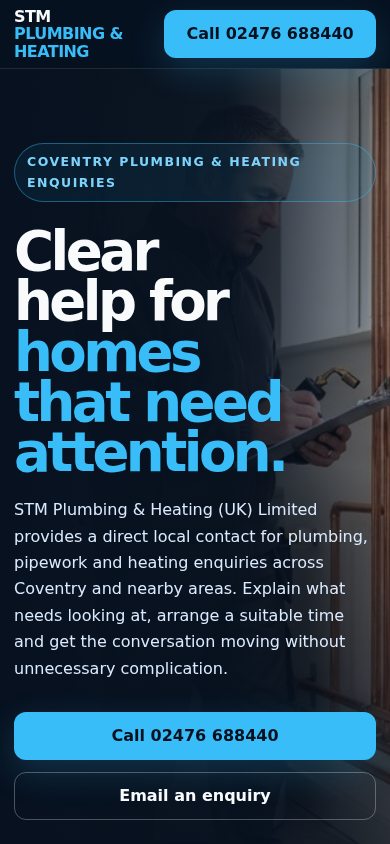 STM
PLUMBING &
HEATING
Call 02476 688440
COVENTRY PLUMBING & HEATING
ENQUIRIES
Clear
help for
homes
that need
attention.
STM Plumbing & Heating (UK) Limited
provides a direct local contact for plumbing,
pipework and heating enquiries across
Coventry and nearby areas. Explain what
needs looking at, arrange a suitable time
and get the conversation moving without
unnecessary complication.
Call 02476 688440
Email an enquiry